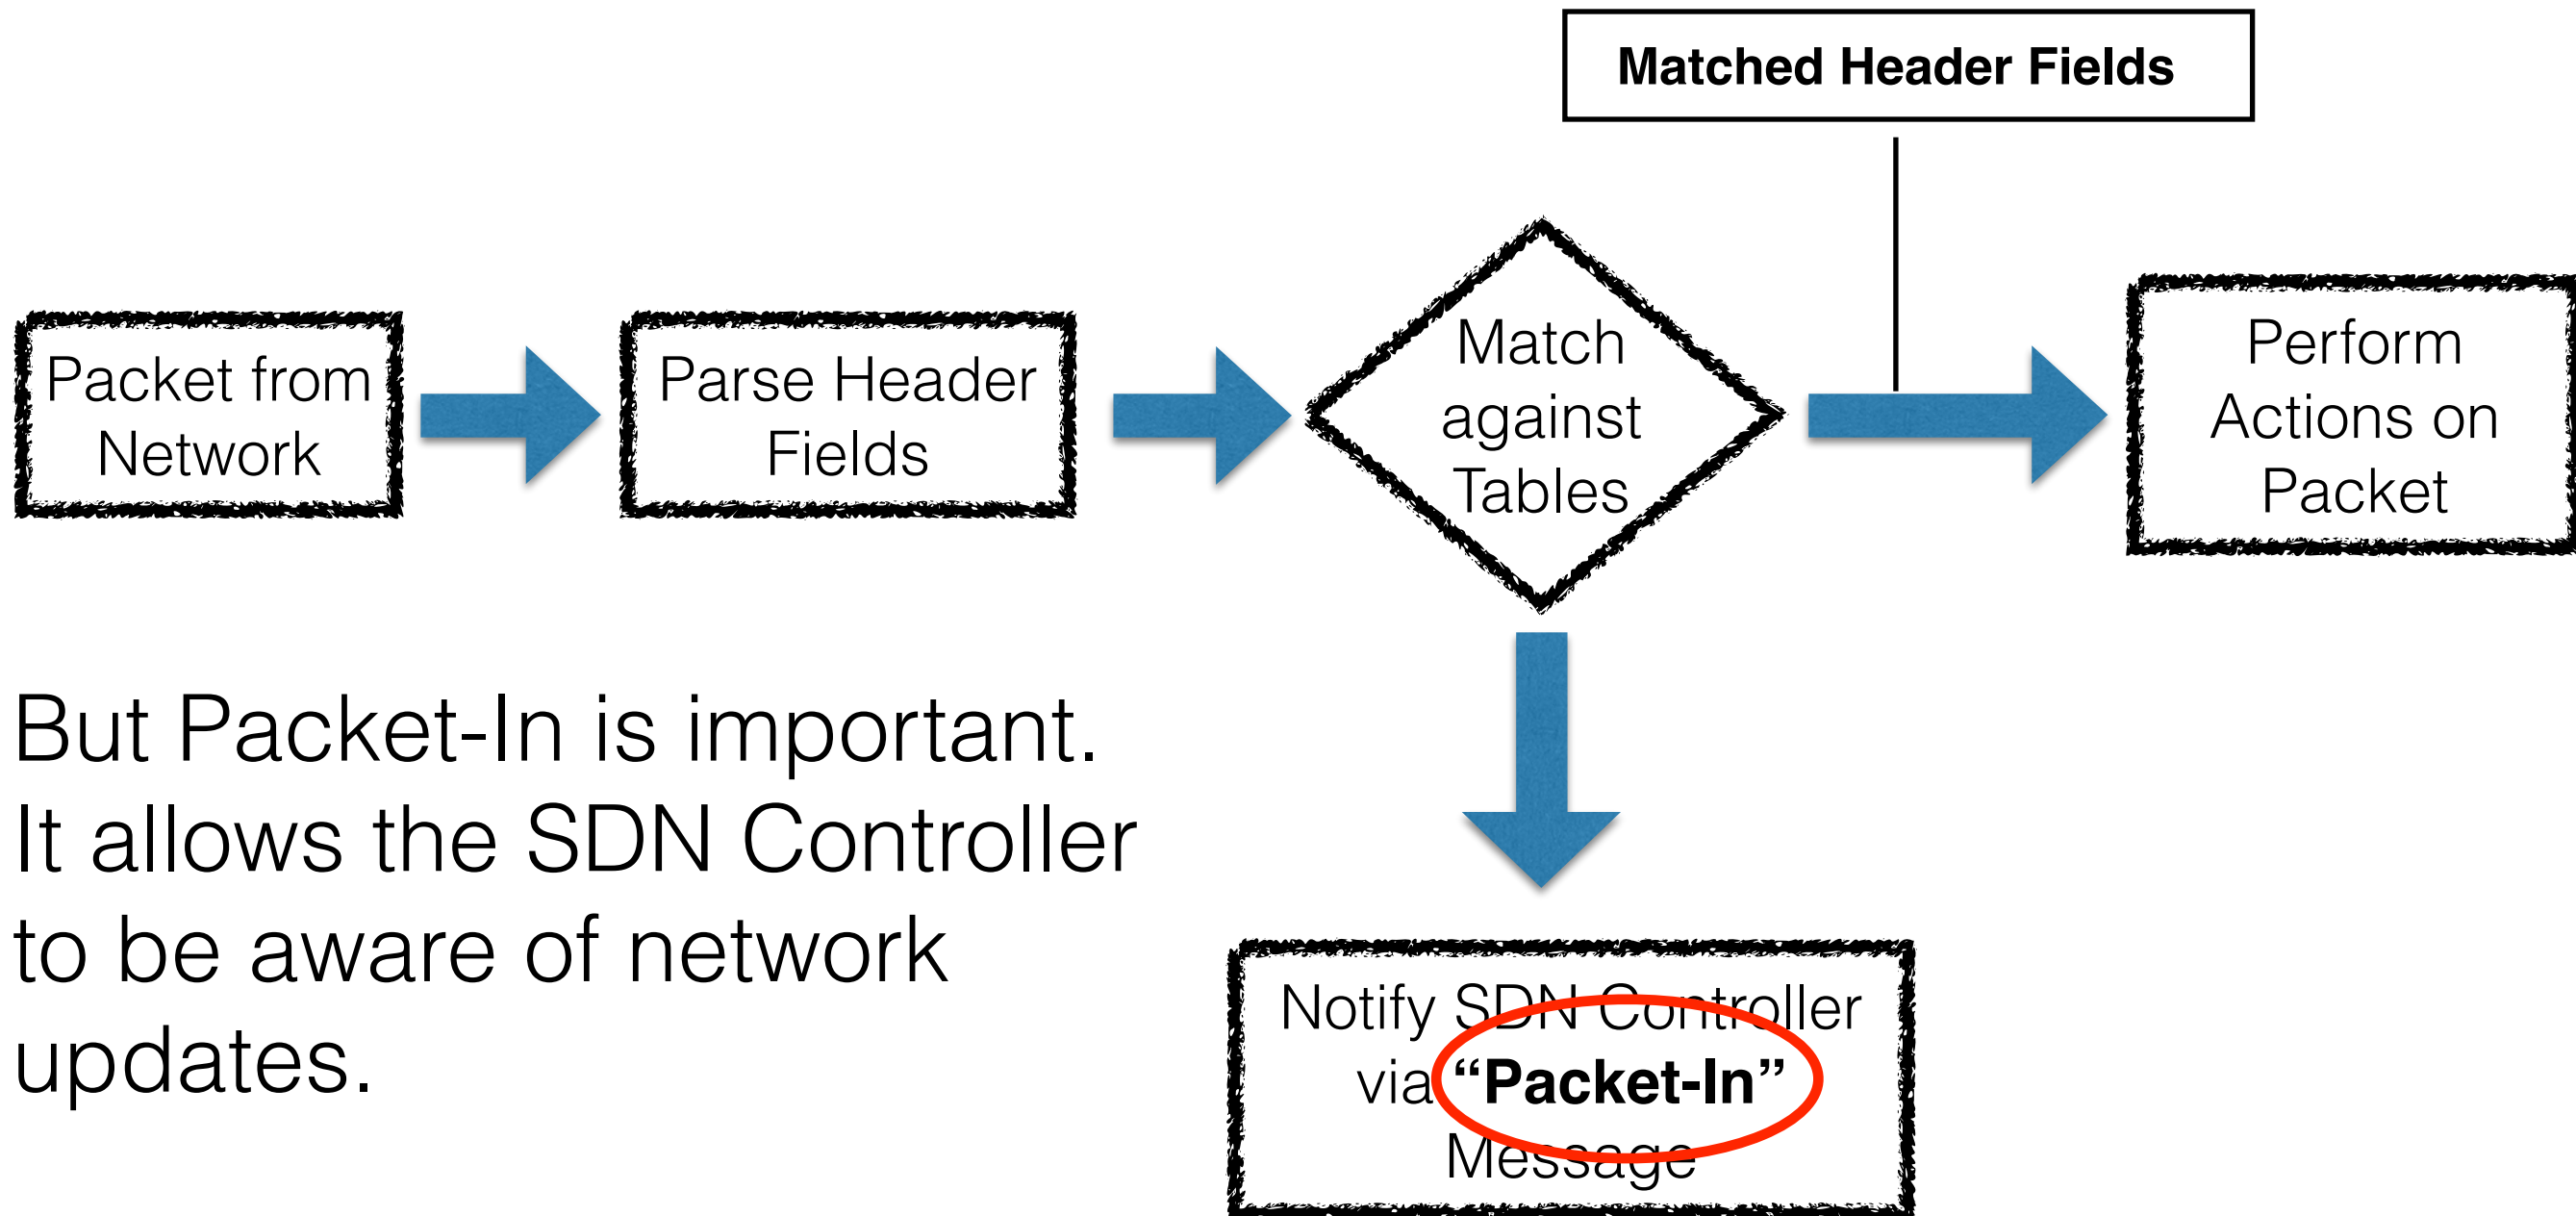 Matched Header Fields
Packet from
Network
Parse Header
Fields
Match
against
Tables
Perform
Actions on
Packet
But Packet-In is important.
It allows the SDN Controller
to be aware of network
updates.
Notify SDN Controller
via “Packet-In”
Message